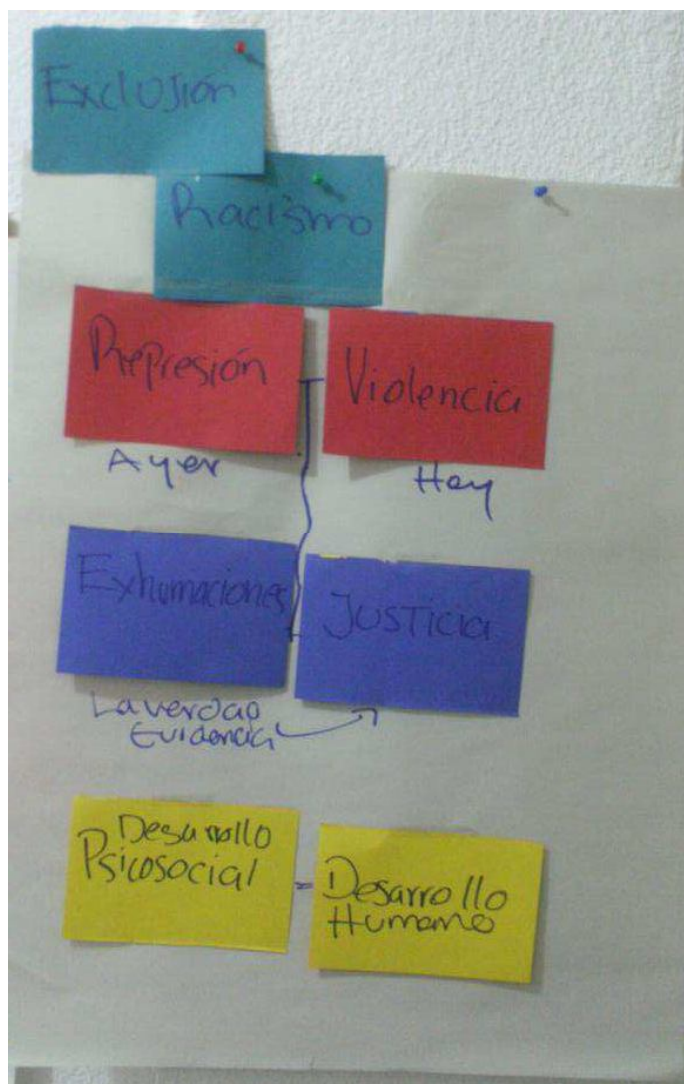 Exclusión
Racismo
Represión
Violencia
Ayer
Hoy
Exhumaciones
Justicia
La verdad
Evidencia
Desarrollo
Psicosocial
=
Desarrollo
Humano